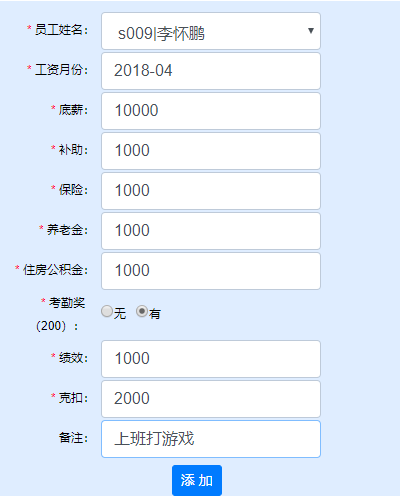 * 员工姓名： s009|李怀鹏
* 工资月份： 2018-04
* 底薪： 10000
* 补助： 1000
* 保险： 1000
* 养老金： 1000
* 住房公积金： 1000
* 考勤奖
（200）： 无 有
* 绩效： 1000
* 克扣： 2000
备注： 上班打游戏
添 加